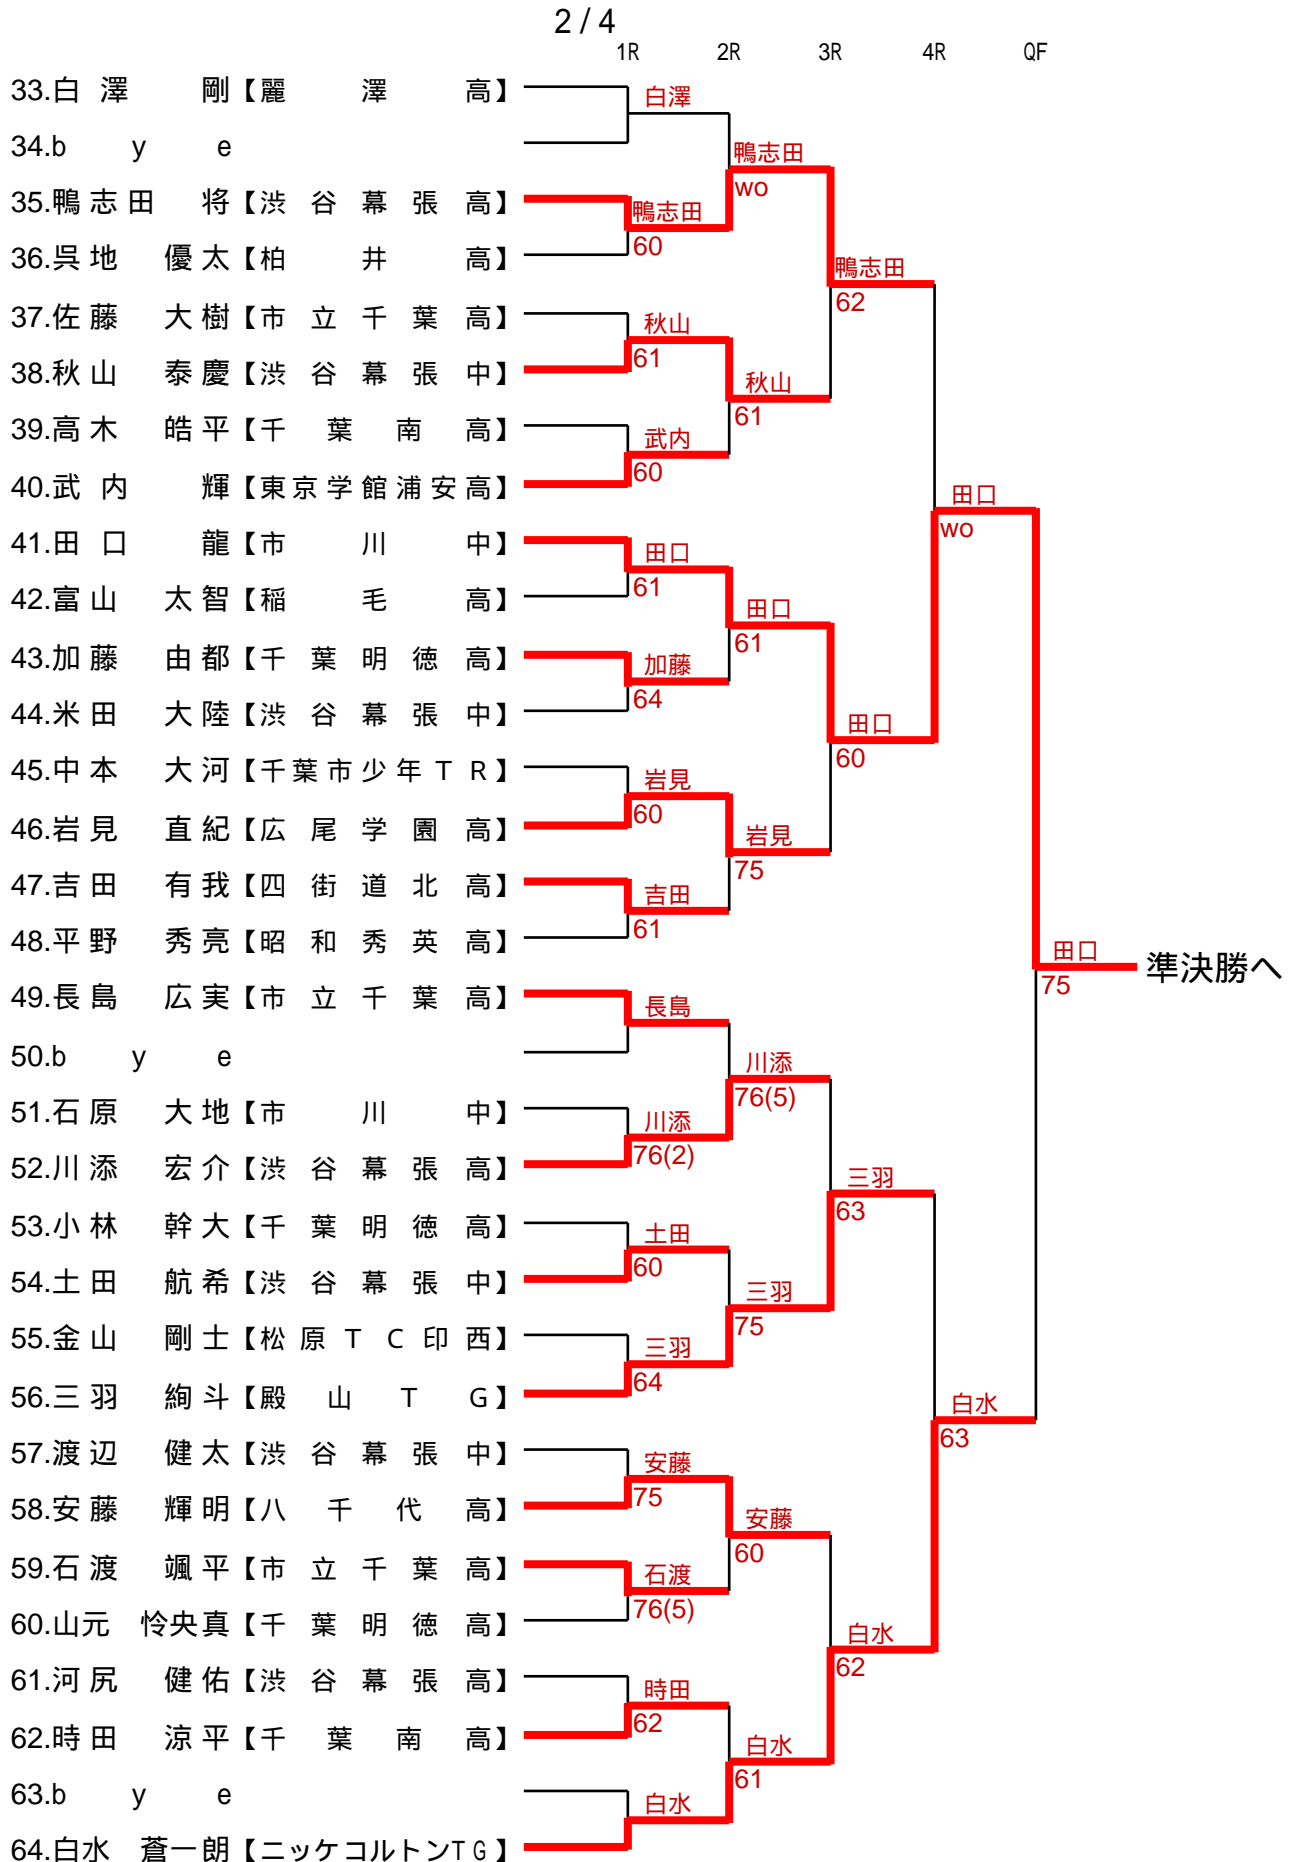 2 / 4
1R 2R 3R 4R QF
33.白澤 剛【麗澤高】
白澤
34.bye
鴨志田
wo
35.鴨志田 将【渋谷幕張高】
鴨志田
60
36.呉地 優太【柏井高】
鴨志田
62
37.佐藤 大樹【市立千葉高】
秋山
61
38.秋山 泰慶【渋谷幕張中】
秋山
61
39.高木 皓平【千葉南高】
武内
60
40.武内 輝【東京学館浦安高】
田口
wo
41.田口 龍【市川中】
田口
61
42.富山 太智【稲毛高】
田口
61
43.加藤 由都【千葉明徳高】
加藤
64
44.米田 大陸【渋谷幕張中】
田口
60
45.中本 大河【千葉市少年TR】
岩見
60
46.岩見 直紀【広尾学園高】
岩見
75
47.吉田 有我【四街道北高】
吉田
61
48.平野 秀亮【昭和秀英高】
田口
75
準決勝へ
49.長島 広実【市立千葉高】
長島
50.bye
川添
76(5)
51.石原 大地【市川中】
川添
76(2)
52.川添 宏介【渋谷幕張高】
三羽
63
53.小林 幹大【千葉明徳高】
土田
60
54.土田 航希【渋谷幕張中】
三羽
75
55.金山 剛士【松原TC印西】
三羽
64
56.三羽 絢斗【殿山TG】
白水
63
57.渡辺 健太【渋谷幕張中】
安藤
75
58.安藤 輝明【八千代高】
安藤
60
59.石渡 颯平【市立千葉高】
石渡
76(5)
60.山元 怜央真【千葉明徳高】
白水
62
61.河尻 健佑【渋谷幕張高】
時田
62
62.時田 涼平【千葉南高】
白水
61
63.bye
白水
64.白水 蒼一朗【ニッケコルトンTG】